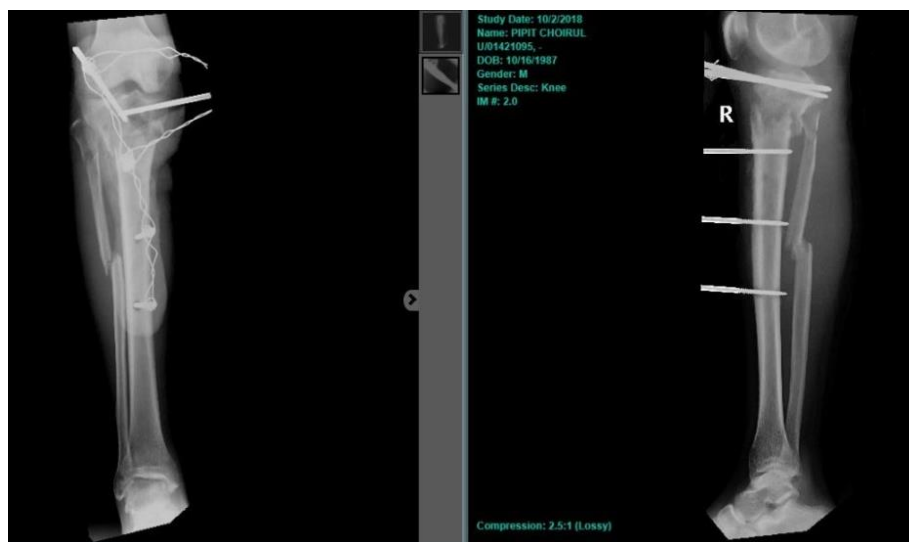 Study Date: 10/2/2018
Name: PIPIT CHOIRUL
U/01421095, -
DOB: 10/16/1987
Gender: M
Series Desc: Knee
IM #: 2.0
R
Compression: 2.5:1 (Lossy)